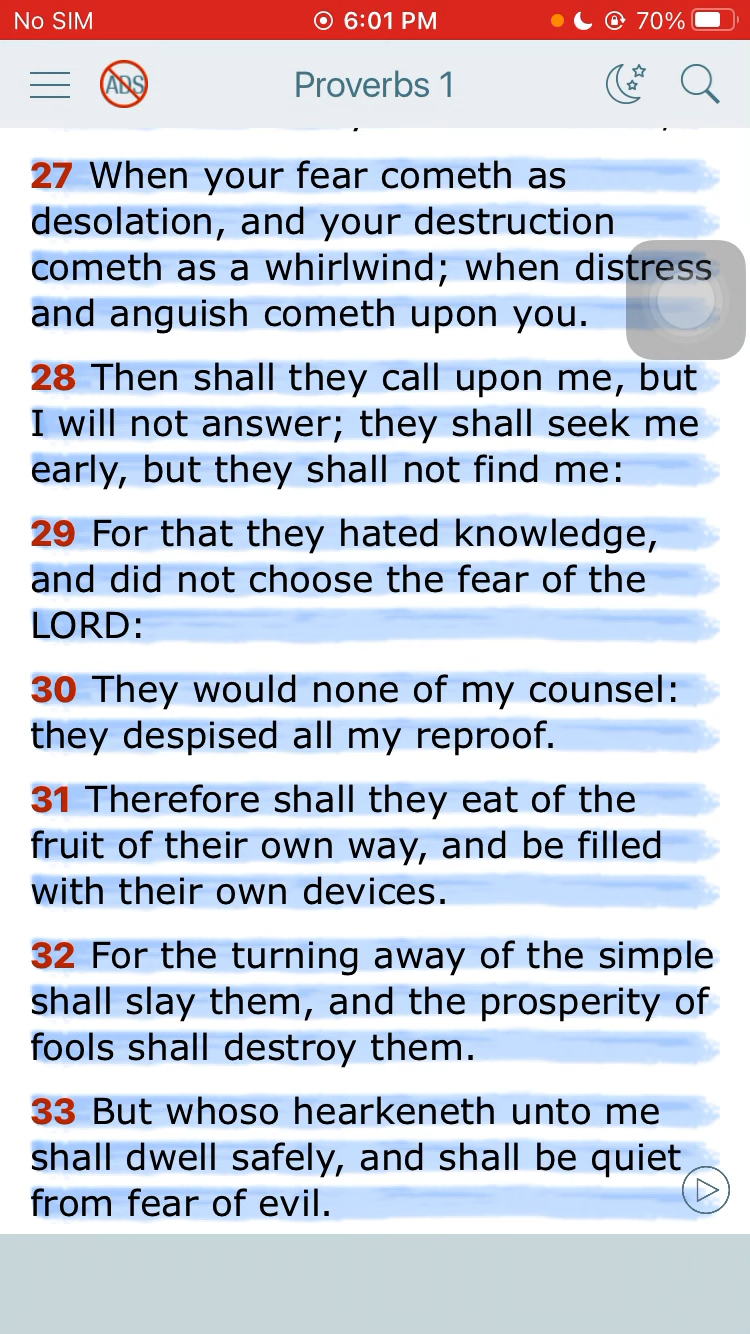 No SIM 6:01 PM 70%
ADS Proverbs 1
27 When your fear cometh as
desolation, and your destruction
cometh as a whirlwind; when distress
and anguish cometh upon you.
28 Then shall they call upon me, but
I will not answer; they shall seek me
early, but they shall not find me:
29 For that they hated knowledge,
and did not choose the fear of the
LORD:
30 They would none of my counsel:
they despised all my reproof.
31 Therefore shall they eat of the
fruit of their own way, and be filled
with their own devices.
32 For the turning away of the simple
shall slay them, and the prosperity of
fools shall destroy them.
33 But whoso hearkeneth unto me
shall dwell safely, and shall be quiet
from fear of evil.